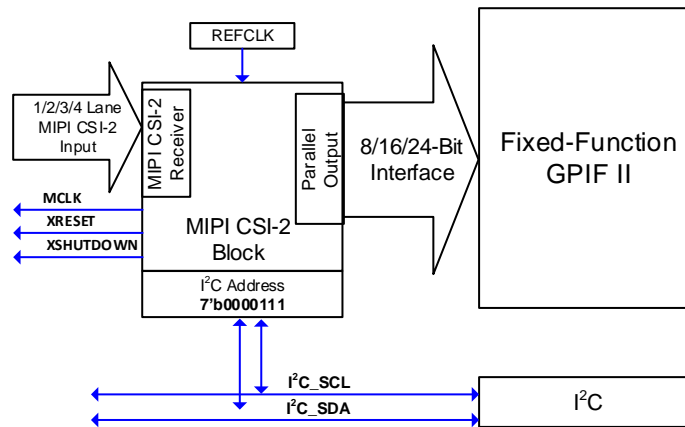 REFCLK
1/2/3/4 Lane
MIPI CSI-2
Input
MIPI CSI-2
Receiver
Parallel
Output
8/16/24-Bit
Interface
Fixed-Function
GPIF II
MCLK
XRESET
XSHUTDOWN
MIPI CSI-2
Block
I²C Address
7'b0000111
I²C_SCL
I²C_SDA
I²C